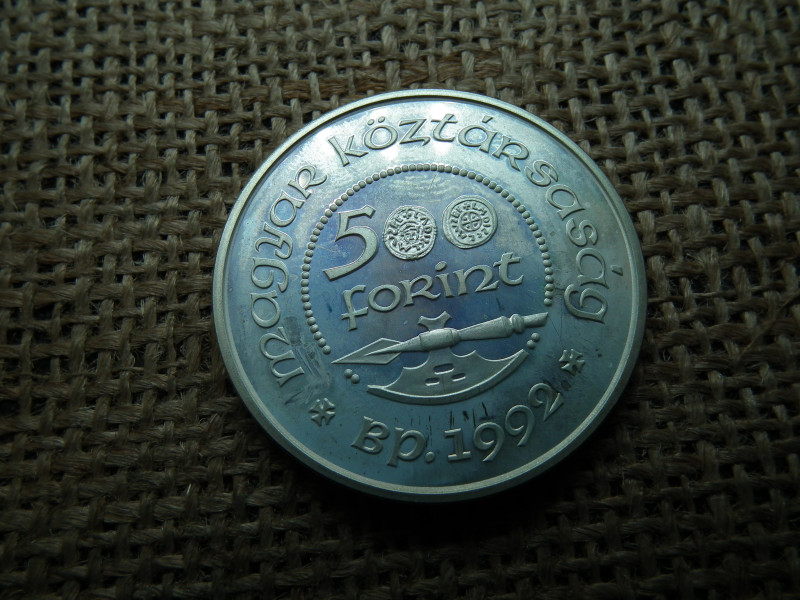 Magyar köztársaság
500
forint
Bp. 1992